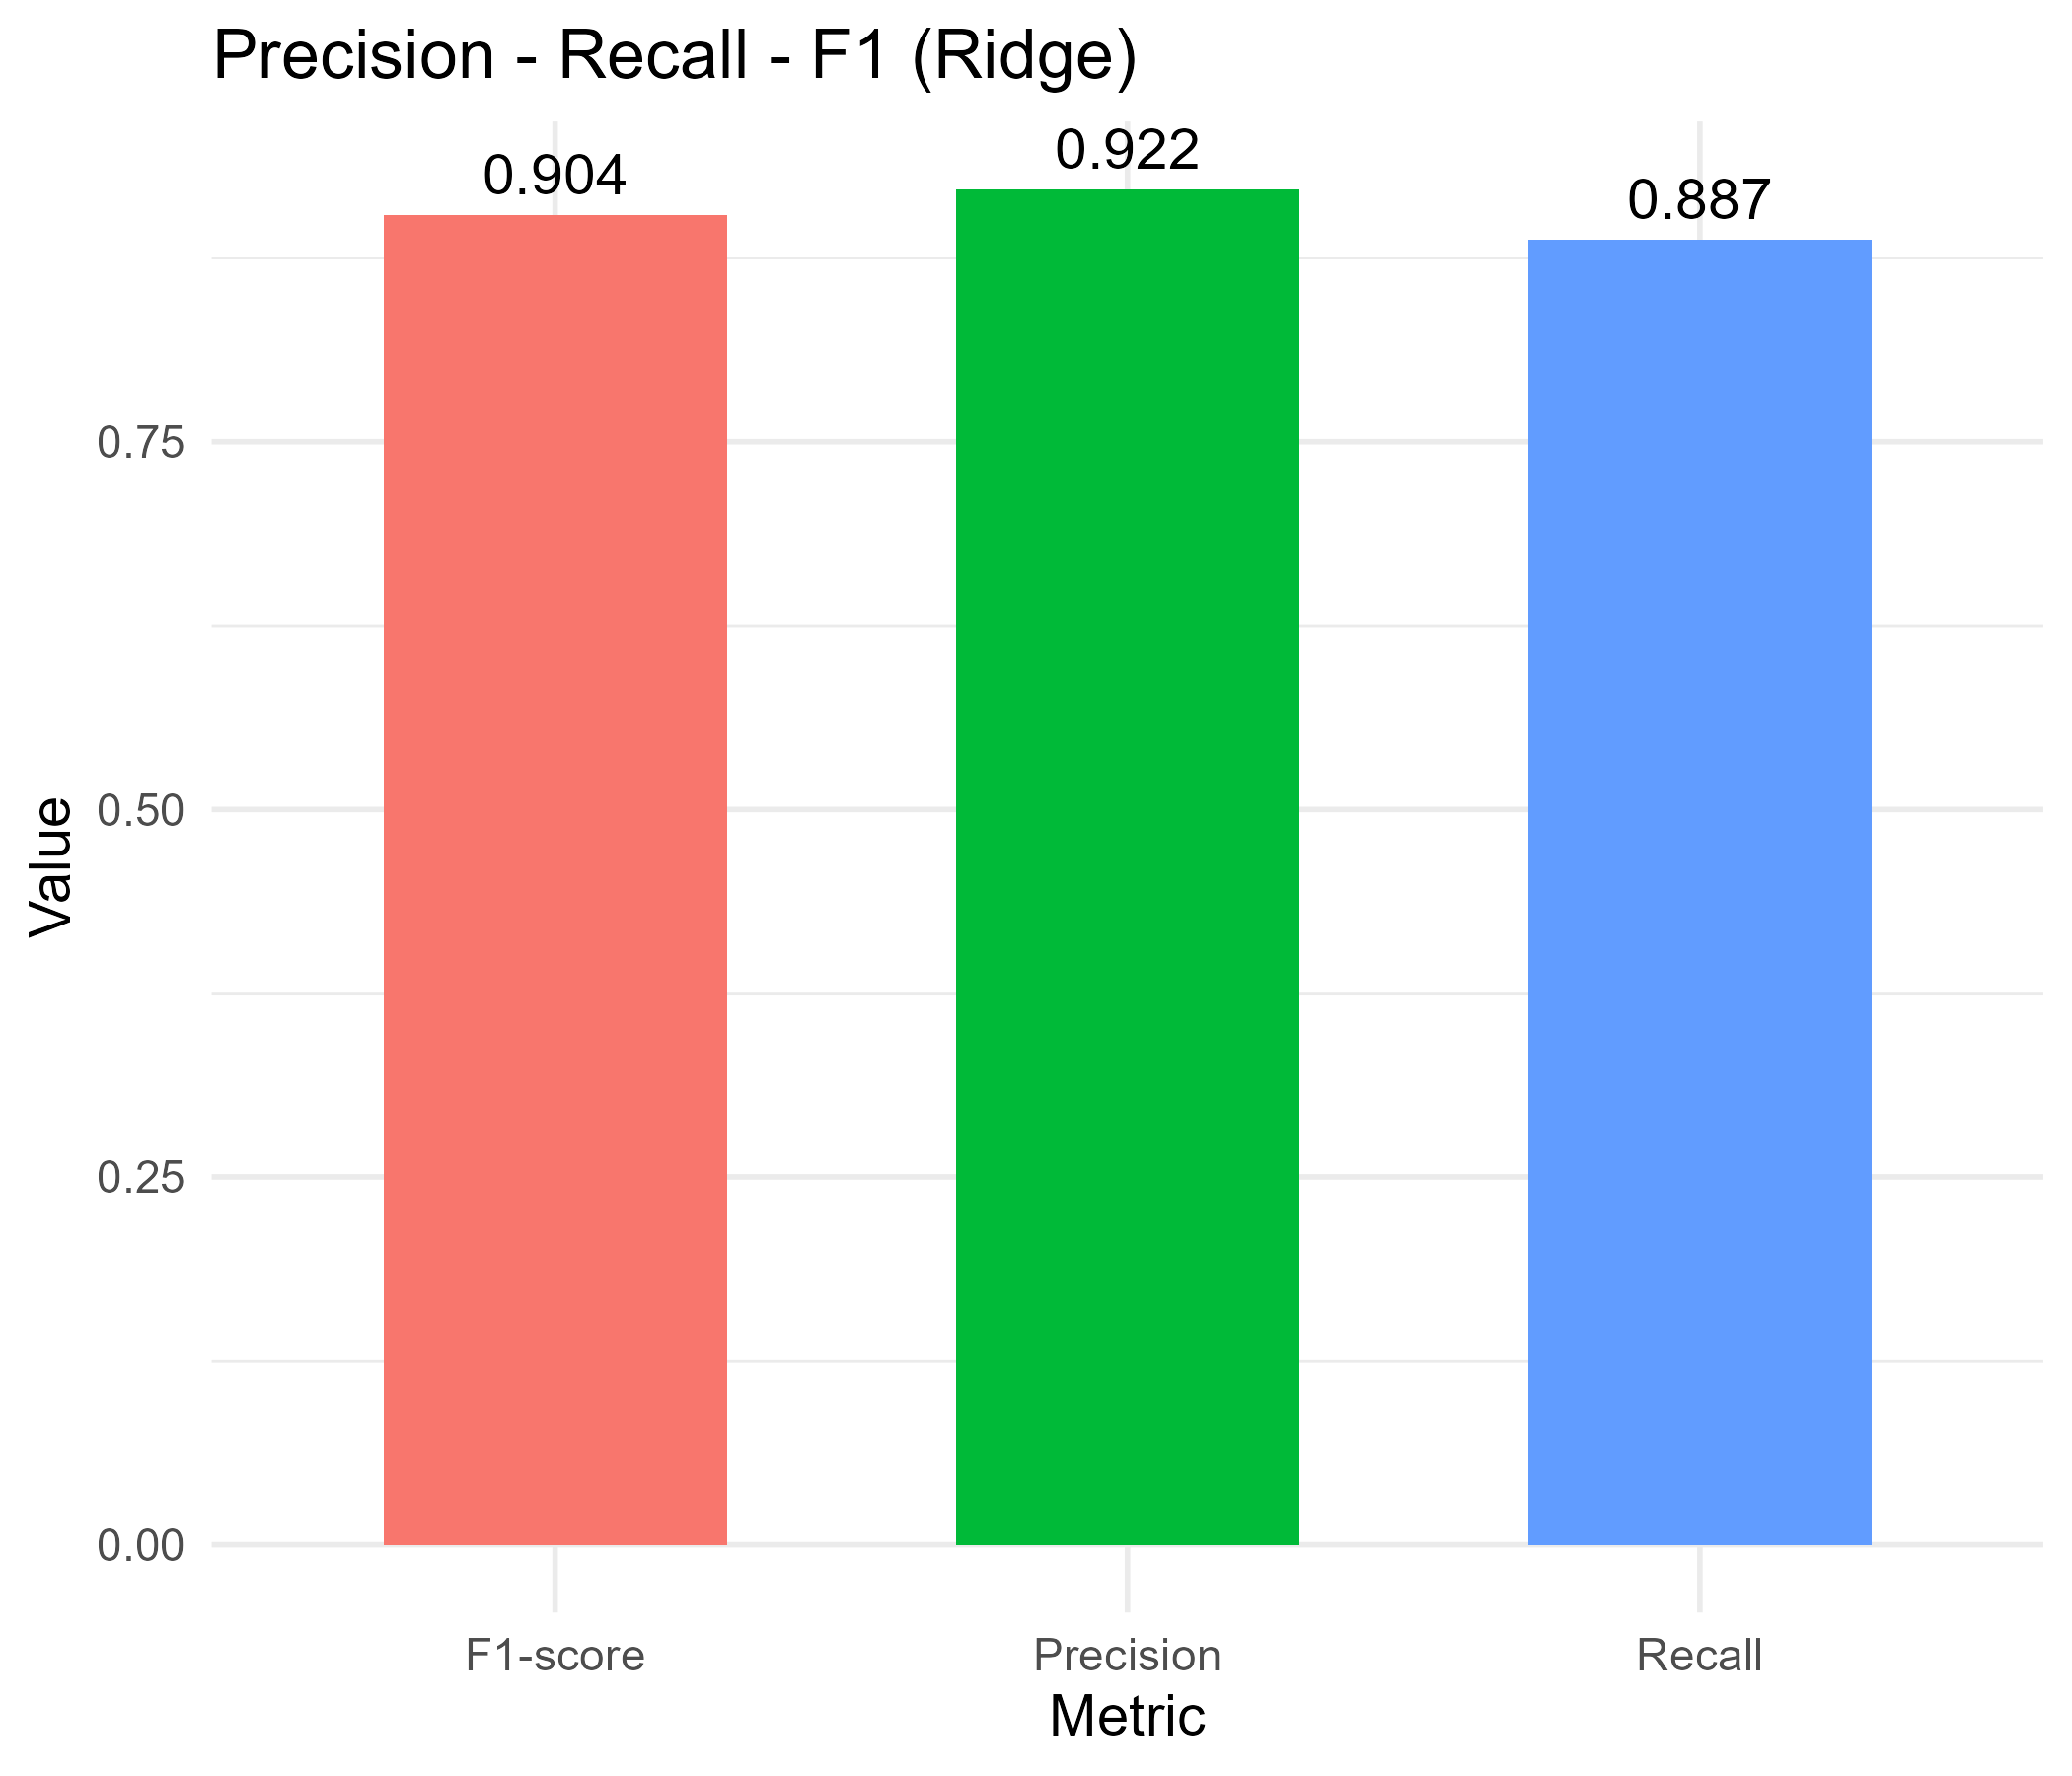 Precision - Recall - F1 (Ridge)
0.904
0.922
0.887
0.75
0.50
0.25
0.00
Value
F1-score
Precision
Recall
Metric